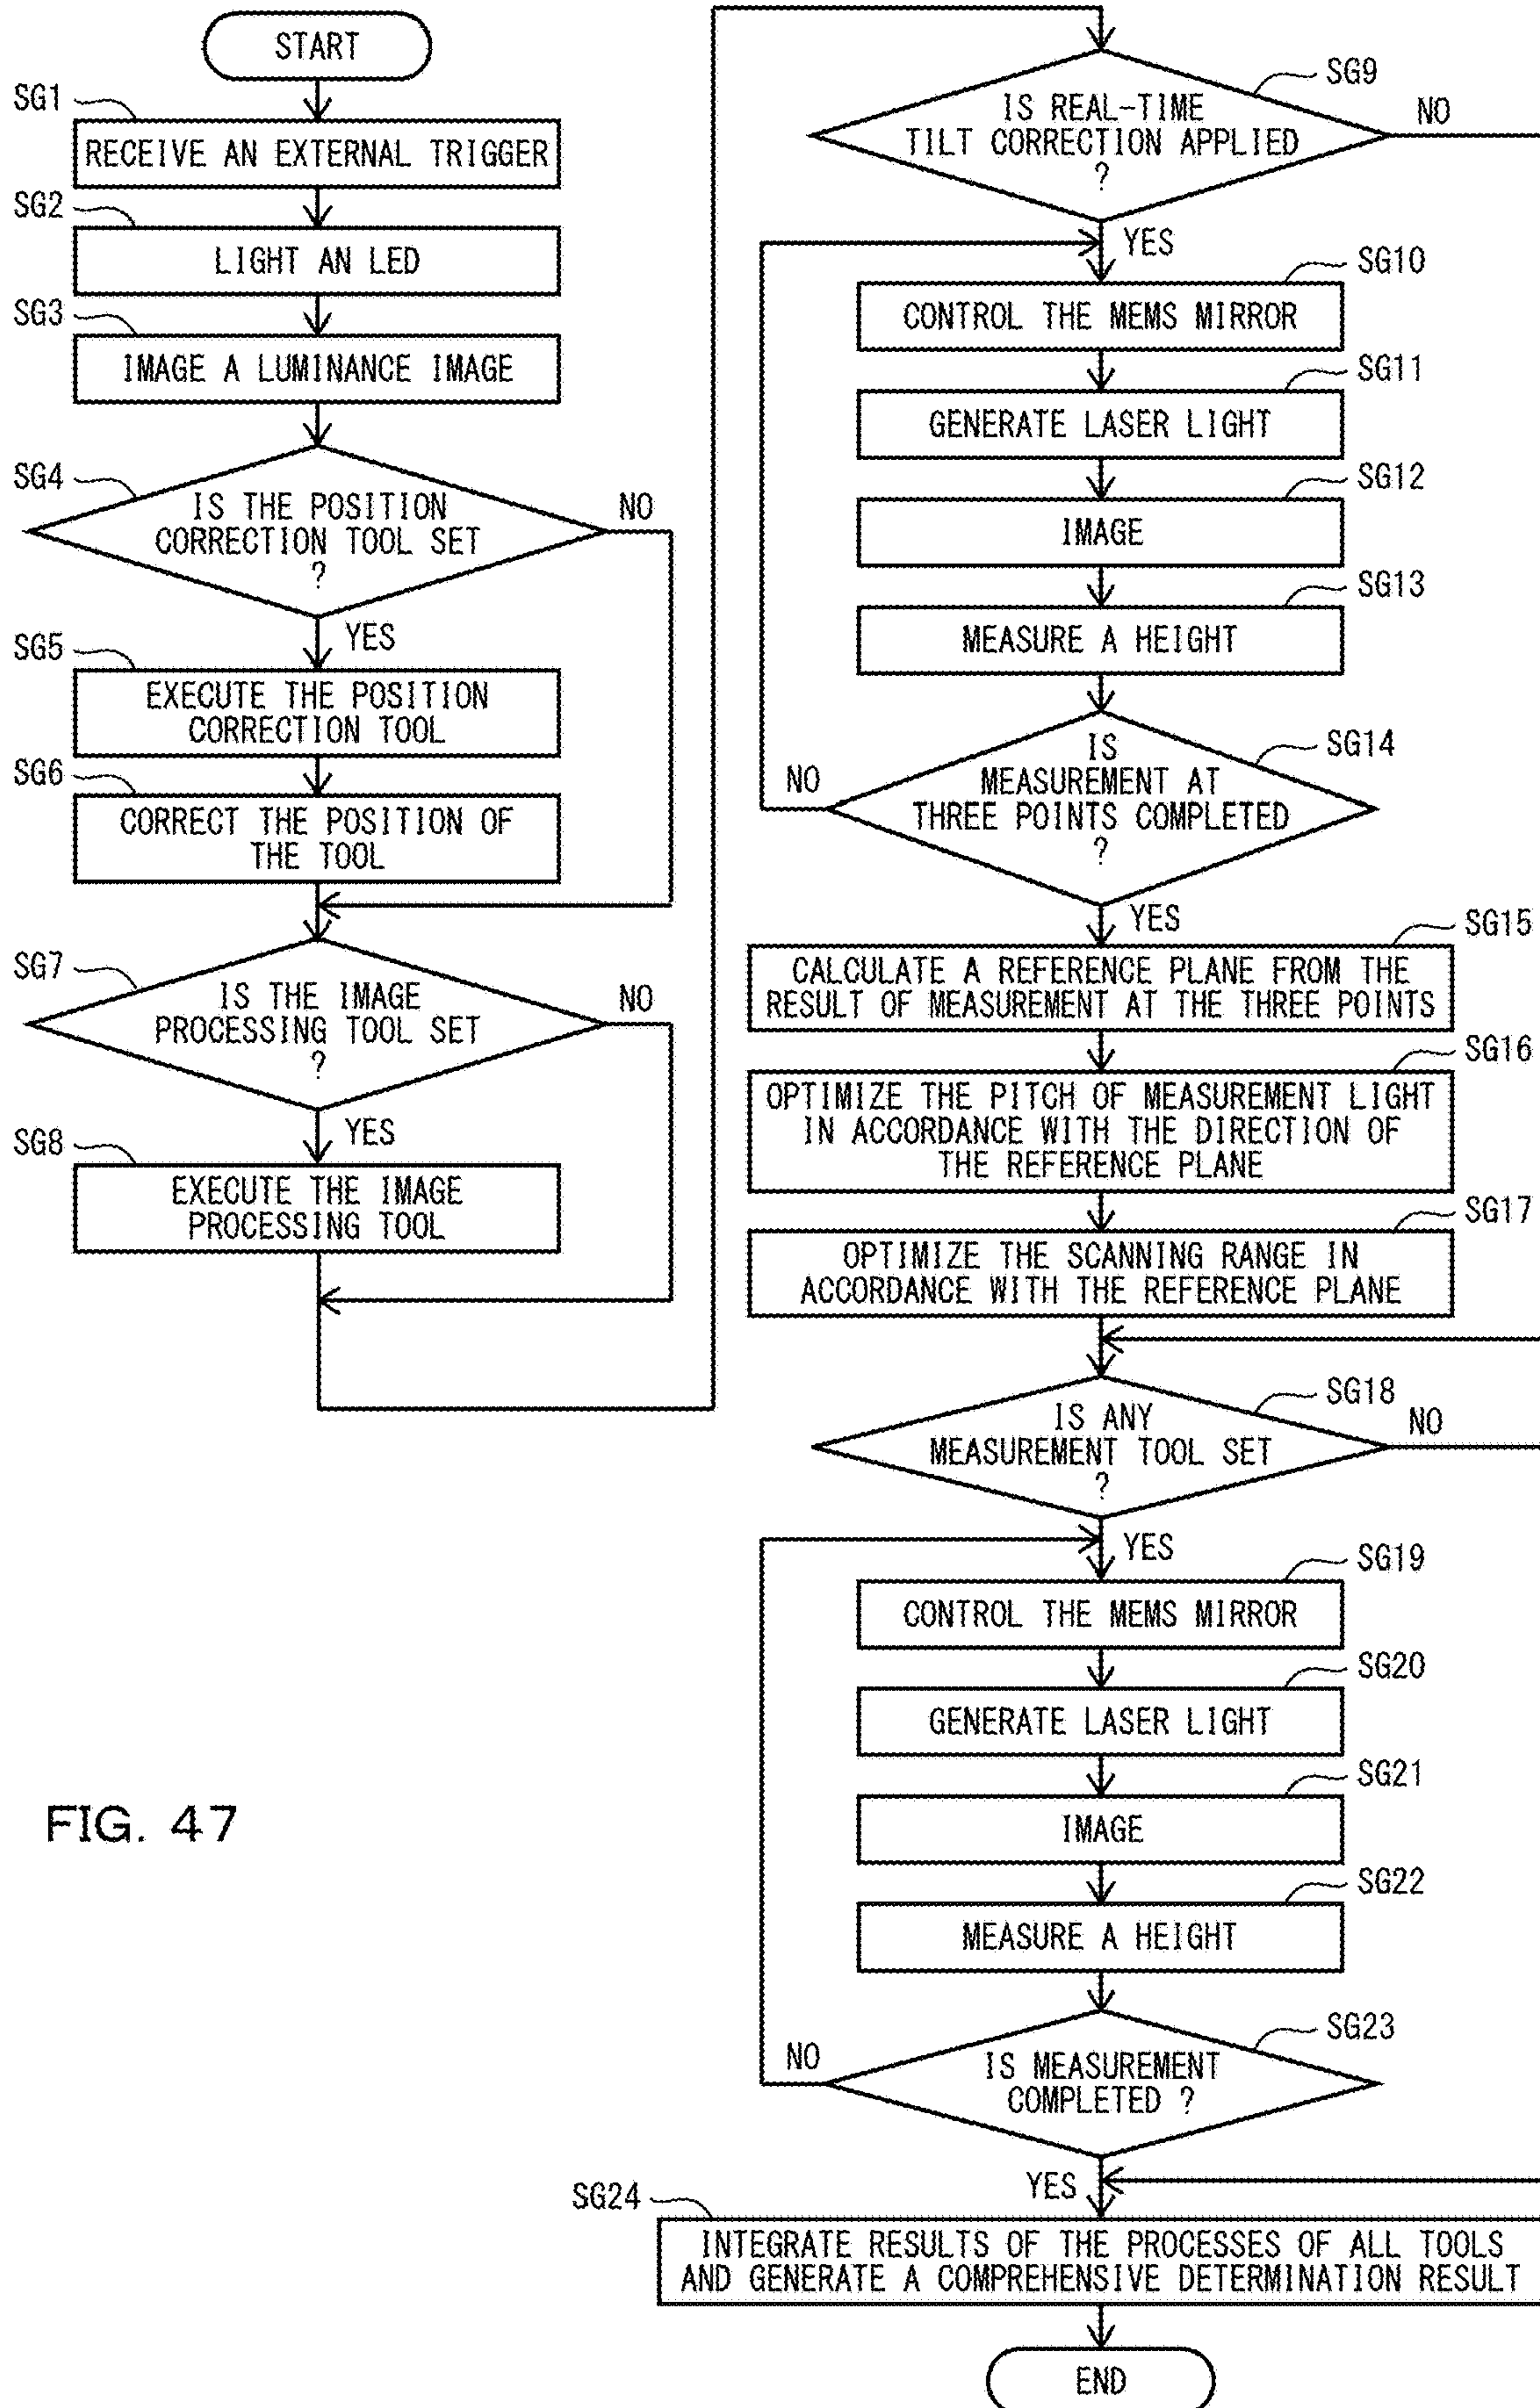 START
SG1
RECEIVE AN EXTERNAL TRIGGER
SG2
LIGHT AN LED
SG3
IMAGE A LUMINANCE IMAGE
SG4
IS THE POSITION
CORRECTION TOOL SET
?
NO
YES
SG5
EXECUTE THE POSITION
CORRECTION TOOL
SG6
CORRECT THE POSITION OF
THE TOOL
SG7
IS THE IMAGE
PROCESSING TOOL SET
?
NO
YES
SG8
EXECUTE THE IMAGE
PROCESSING TOOL
SG9
IS REAL-TIME
TILT CORRECTION APPLIED
?
NO
YES
SG10
CONTROL THE MEMS MIRROR
SG11
GENERATE LASER LIGHT
SG12
IMAGE
SG13
MEASURE A HEIGHT
SG14
IS
MEASUREMENT AT
THREE POINTS COMPLETED
?
NO
YES
SG15
CALCULATE A REFERENCE PLANE FROM THE
RESULT OF MEASUREMENT AT THE THREE POINTS
SG16
OPTIMIZE THE PITCH OF MEASUREMENT LIGHT
IN ACCORDANCE WITH THE DIRECTION OF
THE REFERENCE PLANE
SG17
OPTIMIZE THE SCANNING RANGE IN
ACCORDANCE WITH THE REFERENCE PLANE
SG18
IS ANY
MEASUREMENT TOOL SET
?
NO
YES
SG19
CONTROL THE MEMS MIRROR
SG20
GENERATE LASER LIGHT
SG21
IMAGE
SG22
MEASURE A HEIGHT
SG23
IS MEASUREMENT
COMPLETED ?
NO
YES
SG24
INTEGRATE RESULTS OF THE PROCESSES OF ALL TOOLS
AND GENERATE A COMPREHENSIVE DETERMINATION RESULT
END
FIG. 47